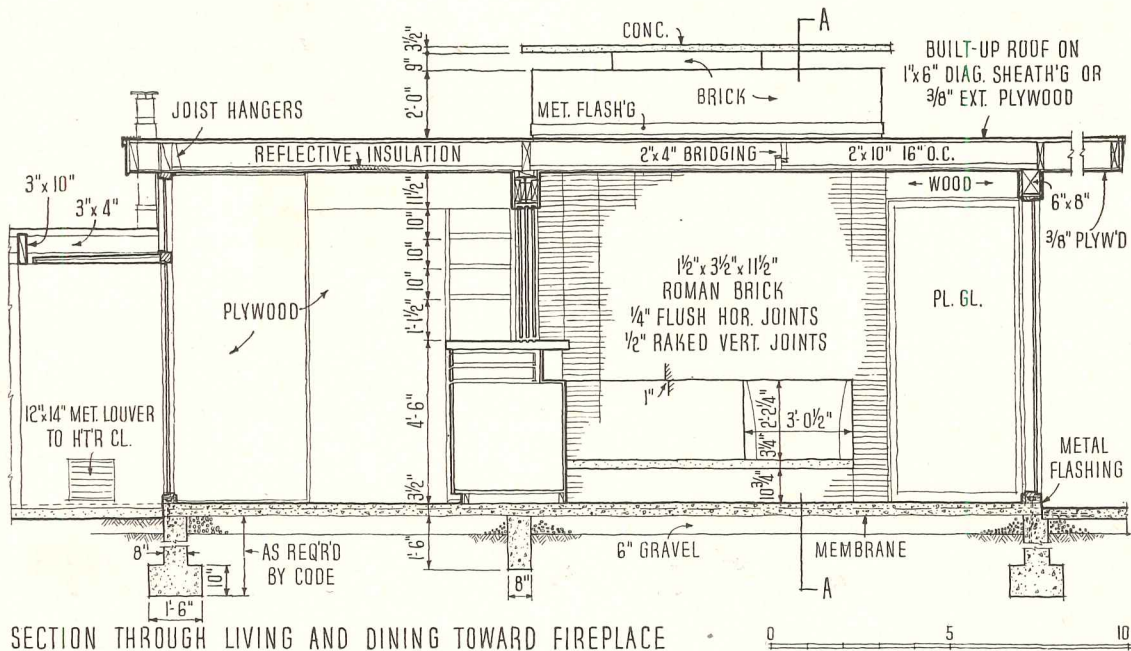 A
CONC.
3½"
9"
2'-0"
BUILT-UP ROOF ON
1"x6" DIAG. SHEATH'G OR
3/8" EXT. PLYWOOD
BRICK
MET. FLASH'G
JOIST HANGERS
REFLECTIVE INSULATION
2"x4" BRIDGING
2"x10" 16" O.C.
3"x10"
3"x4"
WOOD
6"x8"
3/8" PLYW'D
11½"
10"
10"
10"
1'-1½"
4'-6"
3½"
1'-6"
PLYWOOD
1½"x3½"x11½"
ROMAN BRICK
¼" FLUSH HOR. JOINTS
½" RAKED VERT. JOINTS
PL. GL.
1"
2'-2¼"
3'-0½"
3¼"
10¾"
12"x14" MET. LOUVER
TO H'T'R CL.
METAL
FLASHING
8"
10"
1'-6"
AS REQ'R'D
BY CODE
8"
6" GRAVEL
MEMBRANE
A
SECTION THROUGH LIVING AND DINING TOWARD FIREPLACE
0 5 10